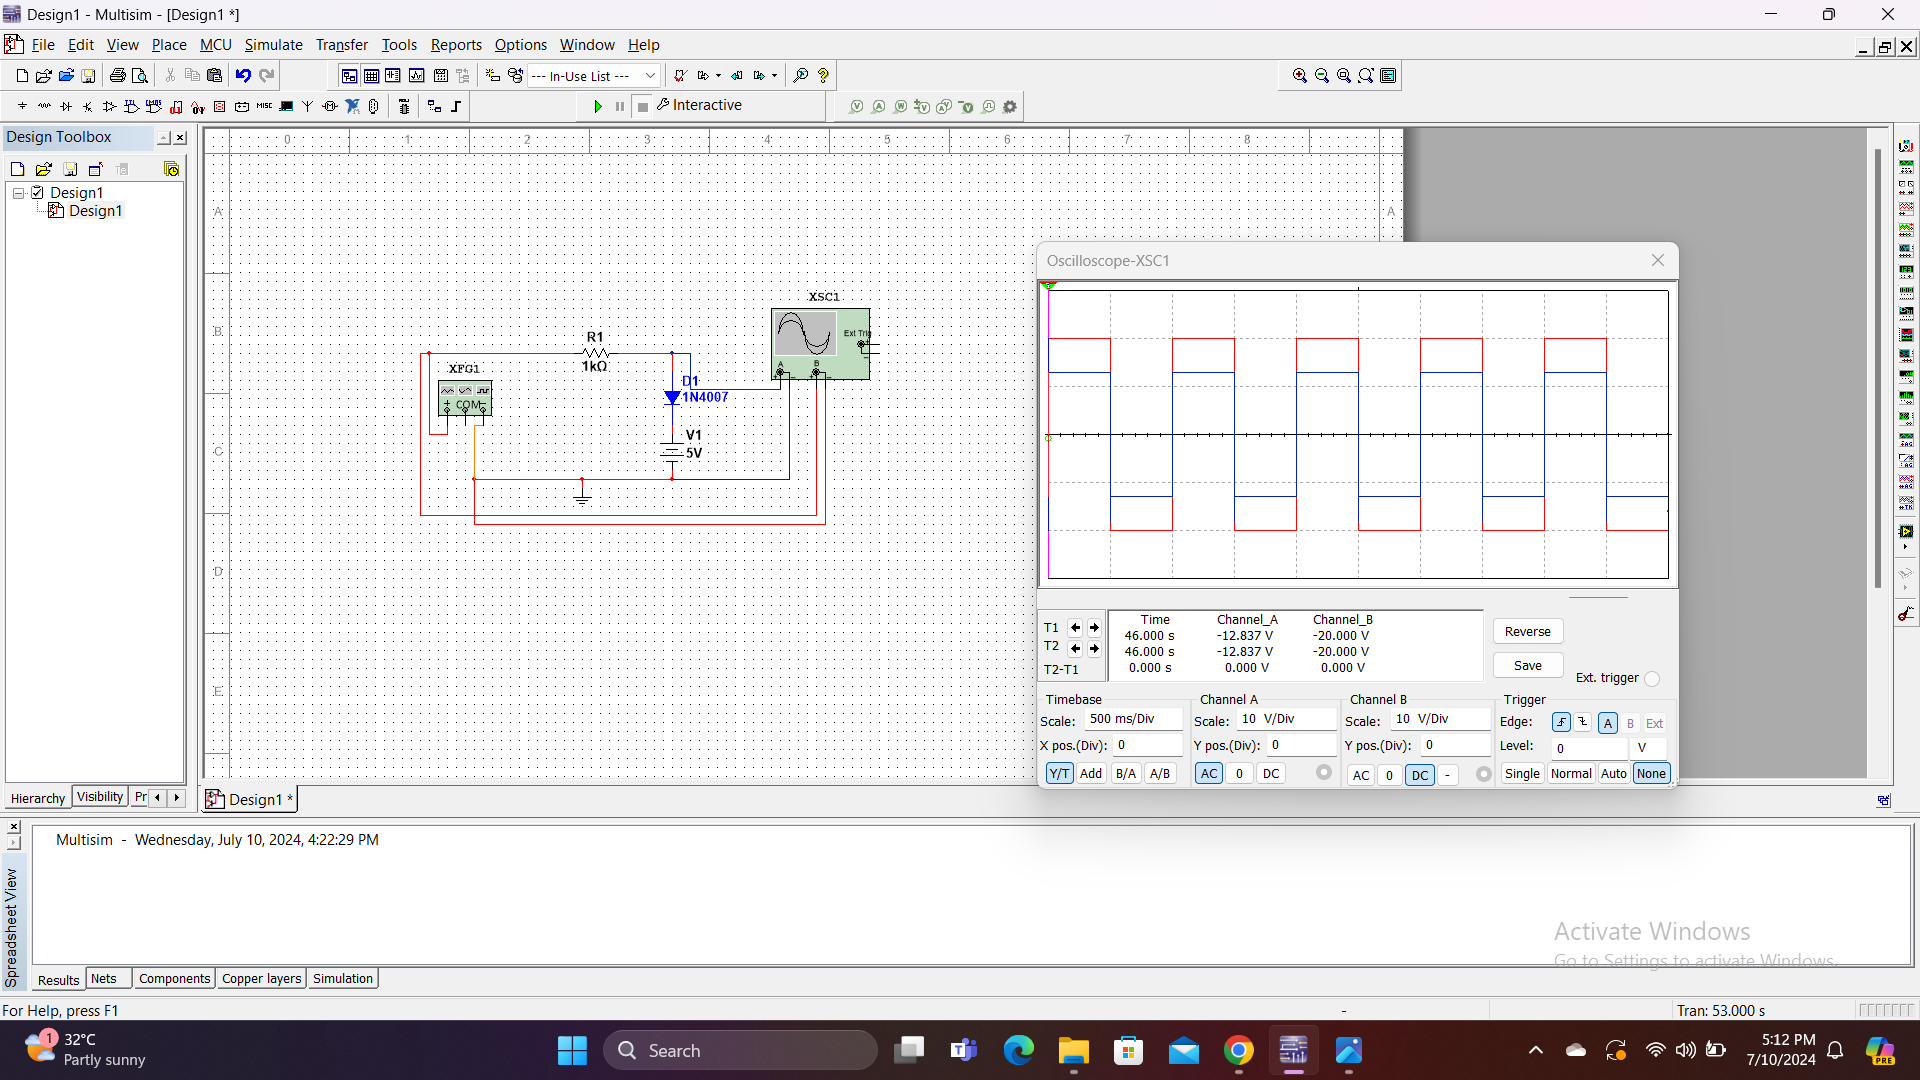 Design1 - Multisim - [Design1 *]
File Edit View Place MCU Simulate Transfer Tools Reports Options Window Help
--- In-Use List ---
MISC
Interactive
Design Toolbox
Design1
Design1
0 1 2 3 4 5 6 7 8
A
B
C
D
E
A
XSC1
Ext Trig
A B
R1
1kΩ
XFG1
COM
D1
1N4007
V1
5V
Oscilloscope-XSC1
Time Channel_A Channel_B
T1 46.000 s -12.837 V -20.000 V
T2 46.000 s -12.837 V -20.000 V
T2-T1 0.000 s 0.000 V 0.000 V
Reverse
Save
Ext. trigger
Timebase Channel A Channel B Trigger
Scale: 500 ms/Div Scale: 10 V/Div Scale: 10 V/Div Edge: A B Ext
X pos.(Div): 0 Y pos.(Div): 0 Y pos.(Div): 0 Level: 0 V
Y/T Add B/A A/B AC 0 DC AC 0 DC - Single Normal Auto None
Hierarchy Visibility Pr
Design1 *
Multisim - Wednesday, July 10, 2024, 4:22:29 PM
Spreadsheet View
Activate Windows
Go to Settings to activate Windows.
Results Nets Components Copper layers Simulation
For Help, press F1 - Tran: 53.000 s
1
32°C
Partly sunny
Search
5:12 PM
7/10/2024
PRE